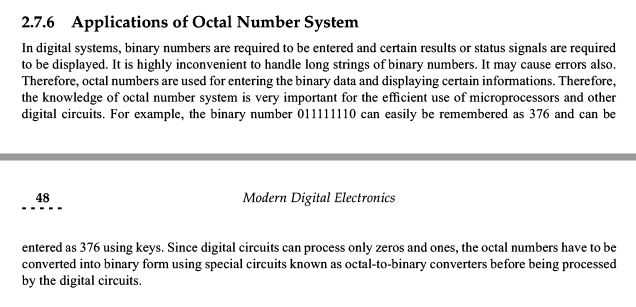 2.7.6 Applications of Octal Number System
In digital systems, binary numbers are required to be entered and certain results or status signals are required
to be displayed. It is highly inconvenient to handle long strings of binary numbers. It may cause errors also.
Therefore, octal numbers are used for entering the binary data and displaying certain informations. Therefore,
the knowledge of octal number system is very important for the efficient use of microprocessors and other
digital circuits. For example, the binary number 011111110 can easily be remembered as 376 and can be
48 Modern Digital Electronics
entered as 376 using keys. Since digital circuits can process only zeros and ones, the octal numbers have to be
converted into binary form using special circuits known as octal-to-binary converters before being processed
by the digital circuits.